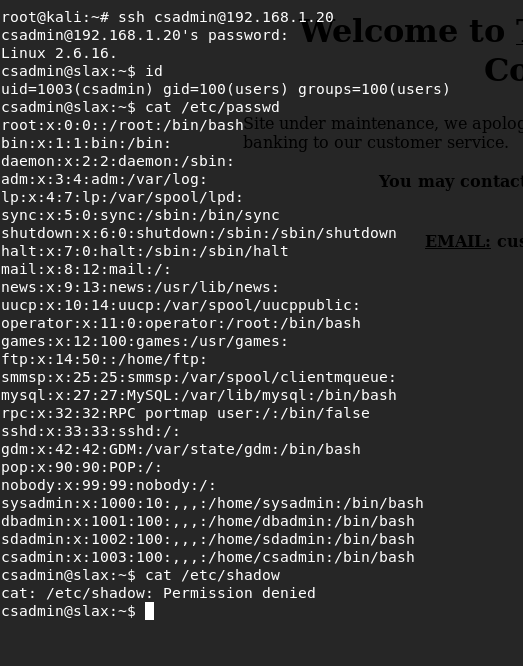 root@kali:~# ssh csadmin@192.168.1.20
csadmin@192.168.1.20's password:
Linux 2.6.16.
csadmin@slax:~$ id
uid=1003(csadmin) gid=100(users) groups=100(users)
csadmin@slax:~$ cat /etc/passwd
root:x:0:0::/root:/bin/bash
bin:x:1:1:bin:/bin:
daemon:x:2:2:daemon:/sbin:
adm:x:3:4:adm:/var/log:
lp:x:4:7:lp:/var/spool/lpd:
sync:x:5:0:sync:/sbin:/bin/sync
shutdown:x:6:0:shutdown:/sbin:/sbin/shutdown
halt:x:7:0:halt:/sbin:/sbin/halt
mail:x:8:12:mail:/:
news:x:9:13:news:/usr/lib/news:
uucp:x:10:14:uucp:/var/spool/uucppublic:
operator:x:11:0:operator:/root:/bin/bash
games:x:12:100:games:/usr/games:
ftp:x:14:50::/home/ftp:
smmsp:x:25:25:smmsp:/var/spool/clientmqueue:
mysql:x:27:27:MySQL:/var/lib/mysql:/bin/bash
rpc:x:32:32:RPC portmap user:/:/bin/false
sshd:x:33:33:sshd:/:
gdm:x:42:42:GDM:/var/state/gdm:/bin/bash
pop:x:90:90:POP:/:
nobody:x:99:99:nobody:/:
sysadmin:x:1000:10:,,,:/home/sysadmin:/bin/bash
dbadmin:x:1001:100:,,,:/home/dbadmin:/bin/bash
sdadmin:x:1002:100:,,,:/home/sdadmin:/bin/bash
csadmin:x:1003:100:,,,:/home/csadmin:/bin/bash
csadmin@slax:~$ cat /etc/shadow
cat: /etc/shadow: Permission denied
csadmin@slax:~$
Welcome to
Co
Site under maintenance, we apolog
banking to our customer service.
You may contact
EMAIL: cus